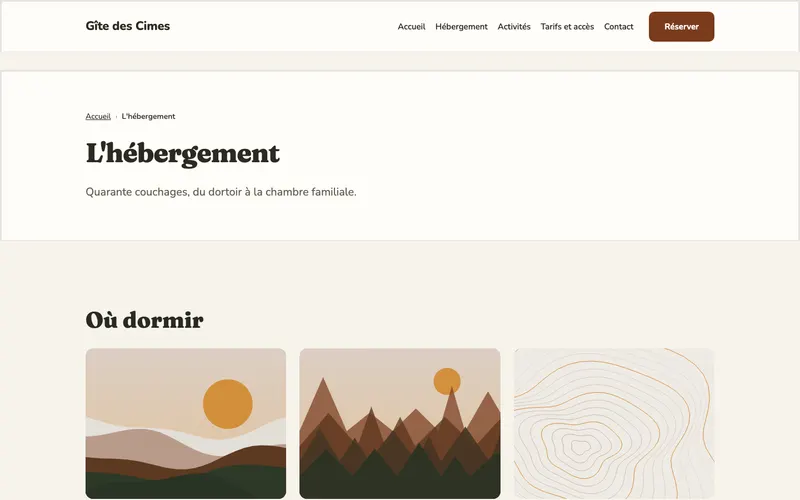 Gîte des Cimes
Accueil Hébergement Activités Tarifs et accès Contact Réserver
Accueil › L'hébergement
L'hébergement
Quarante couchages, du dortoir à la chambre familiale.
Où dormir